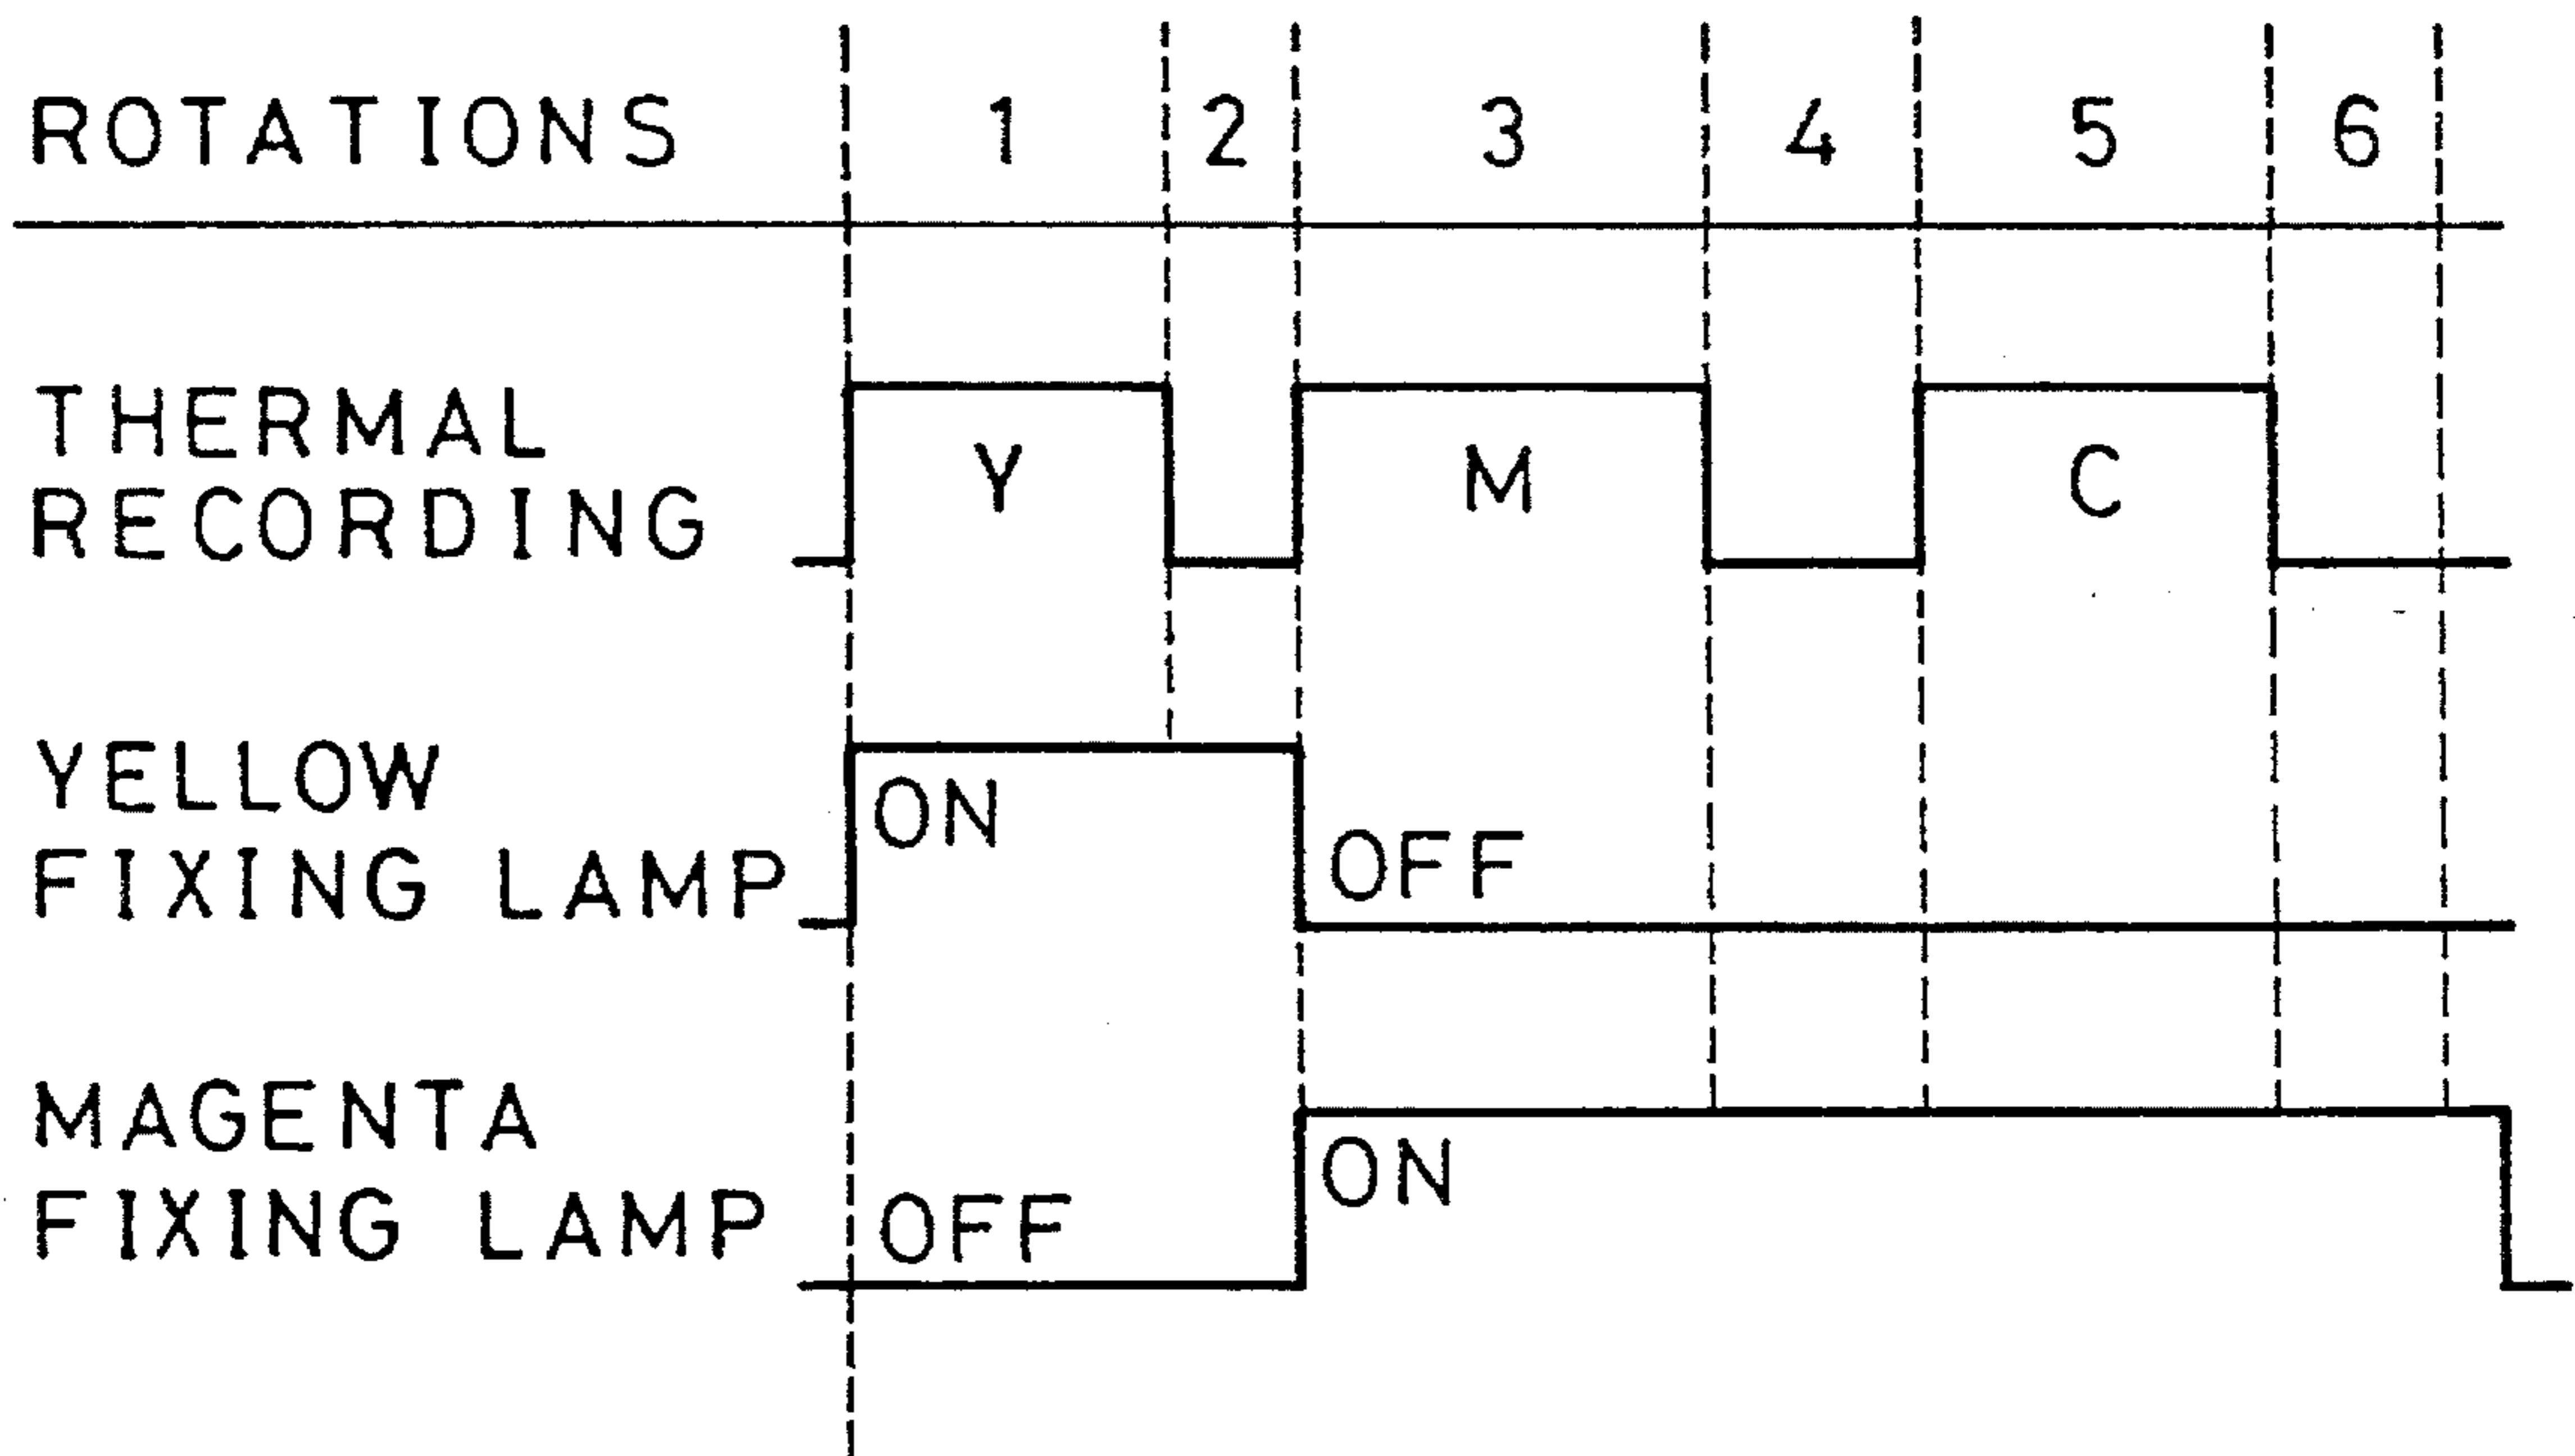 ROTATIONS 1 2 3 4 5 6
THERMAL
RECORDING
Y M C
YELLOW
FIXING LAMP
ON
OFF
MAGENTA
FIXING LAMP
OFF
ON